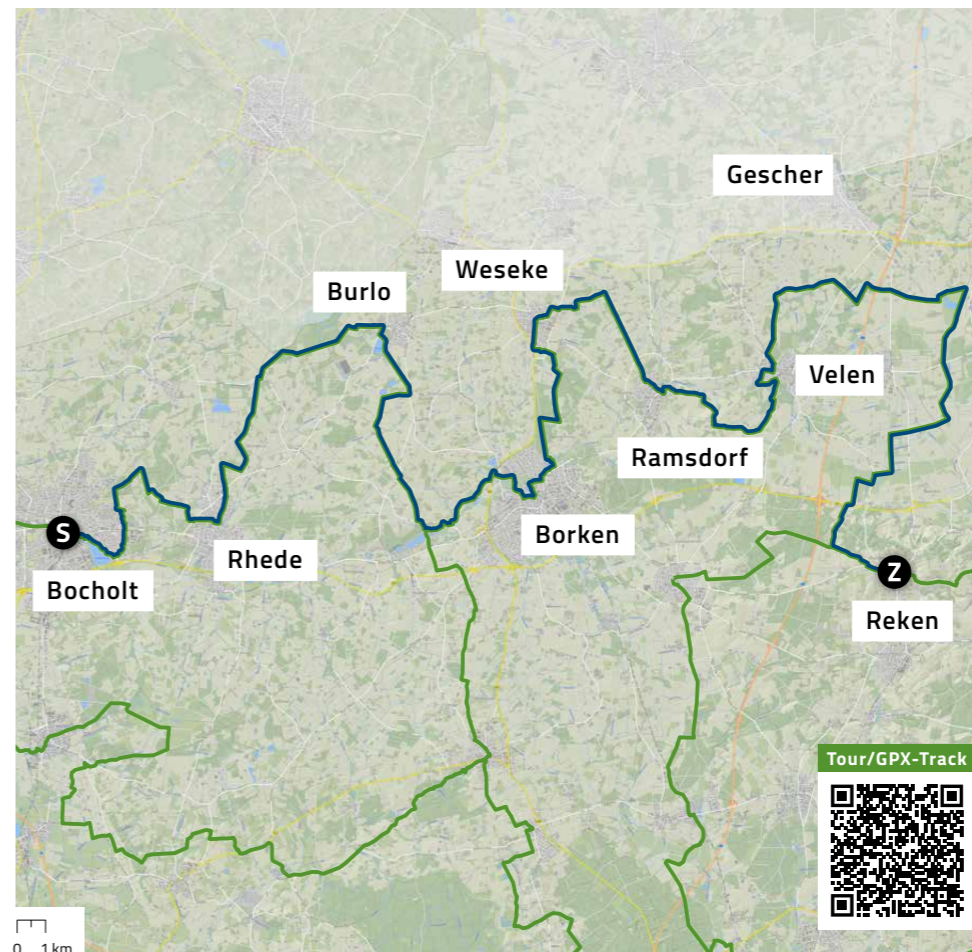 Gescher
Weseke
Burlo
Velen
Ramsdorf
S
Borken
Rhede
Z
Bocholt
Reken
Tour/GPX-Track
0 1 km